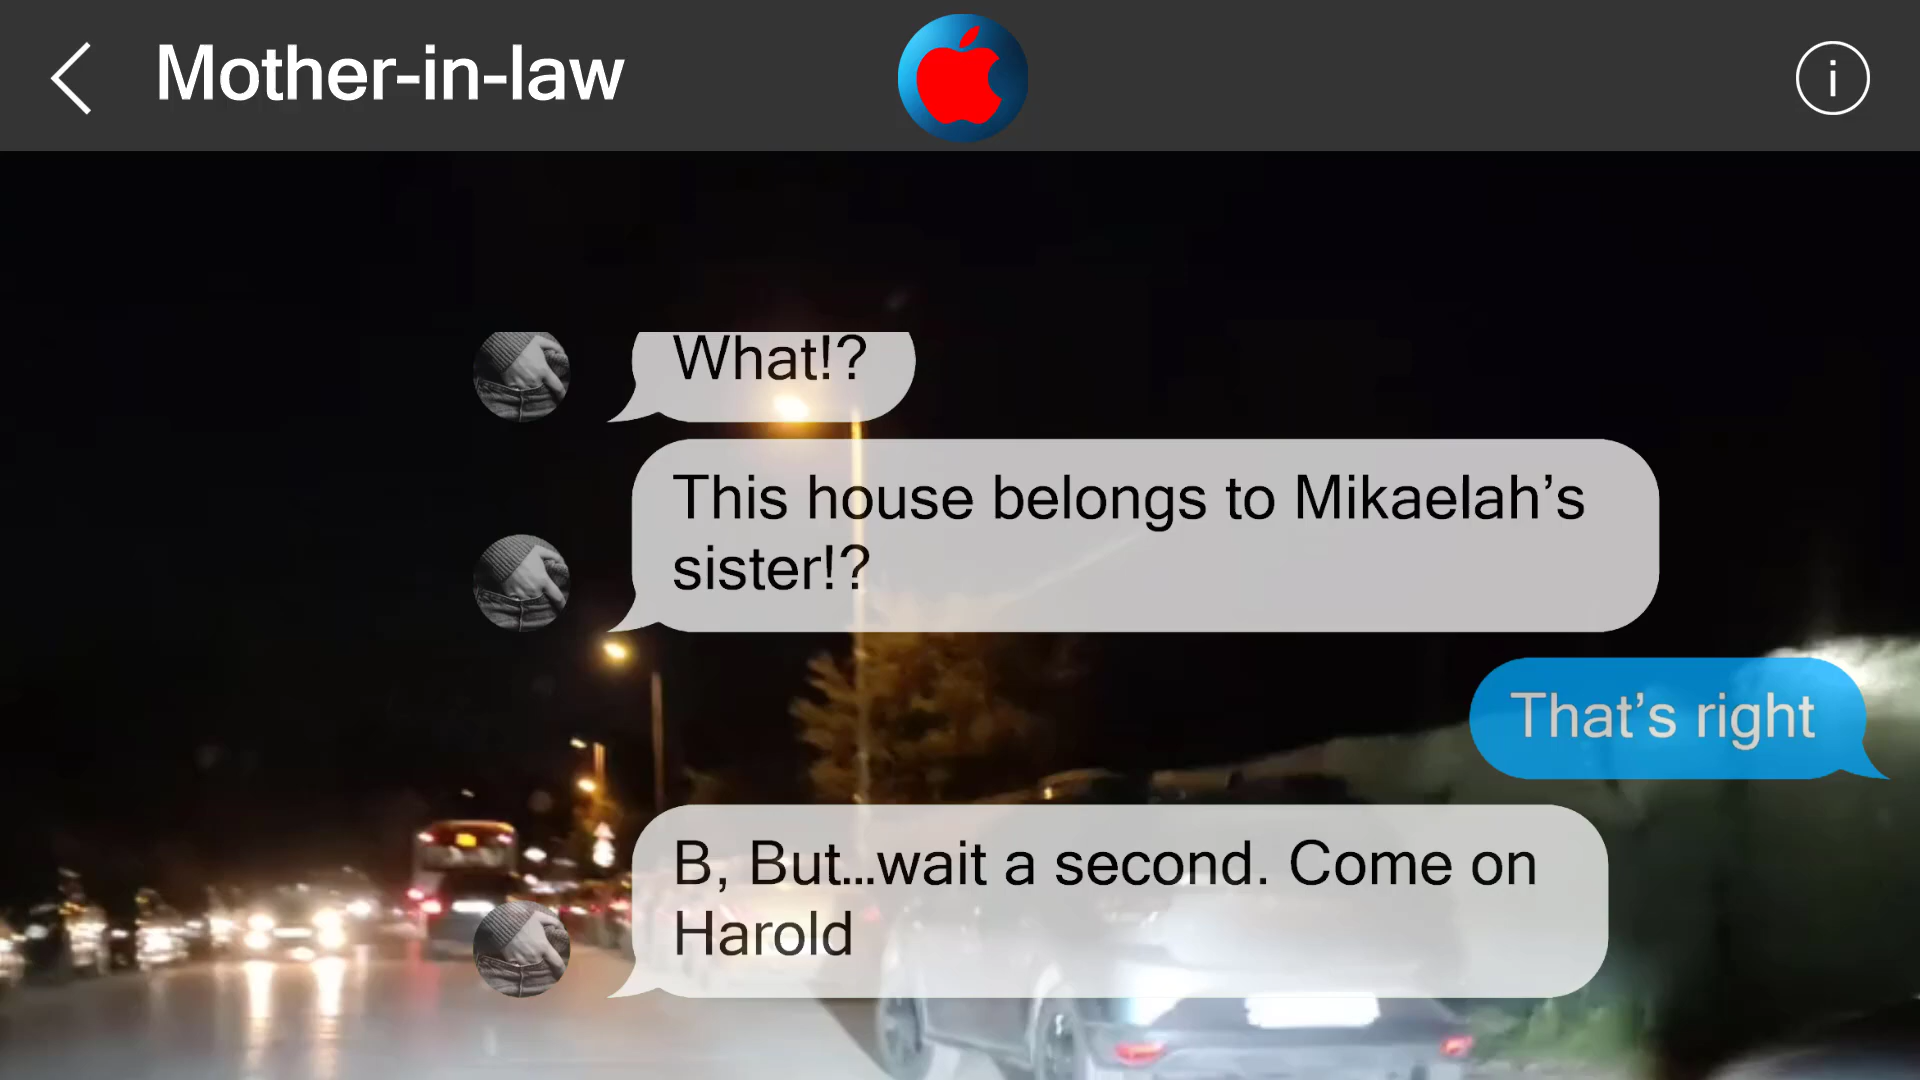 Mother-in-law
i
What!?
This house belongs to Mikaelah’s
sister!?
That’s right
B, But...wait a second. Come on
Harold